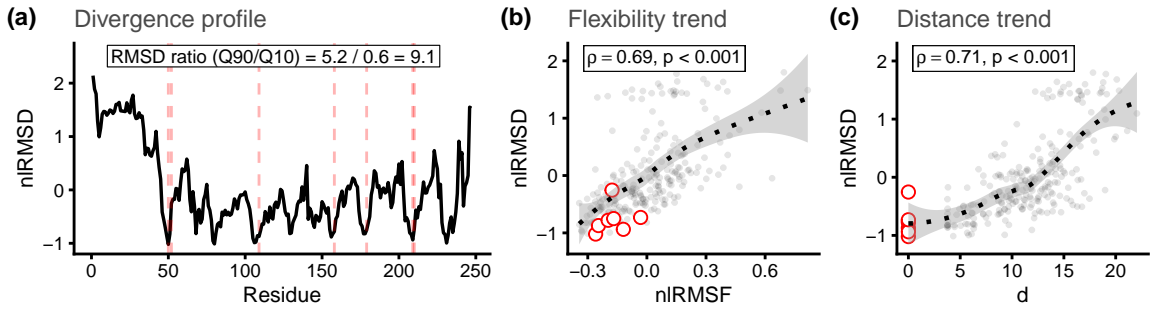 (a) Divergence profile
RMSD ratio (Q90/Q10) = 5.2 / 0.6 = 9.1
nlRMSD
2
1
0
−1
0
50
100
150
200
250
Residue
(b) Flexibility trend
ρ = 0.69, p < 0.001
nlRMSD
2
1
0
−1
−0.3
0.0
0.3
0.6
nlRMSF
(c) Distance trend
ρ = 0.71, p < 0.001
nlRMSD
2
1
0
−1
0
5
10
15
20
d